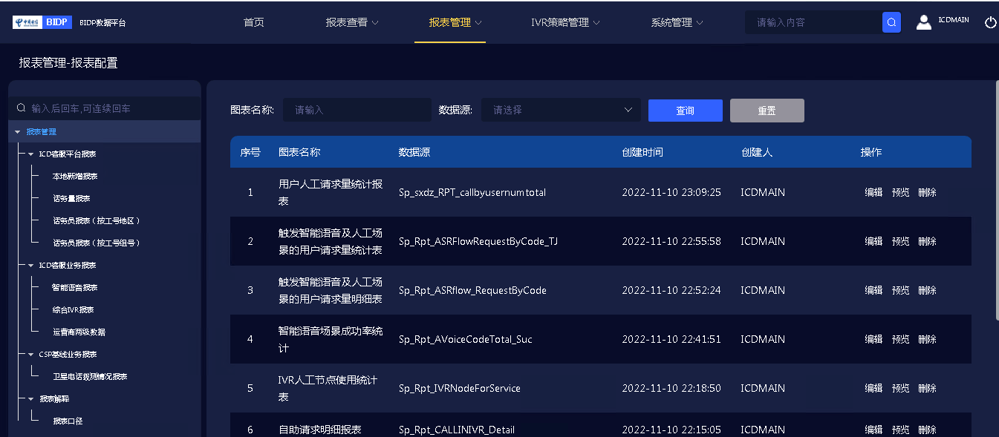 中国电信 BIDP BIDP数据平台 首页 报表查看 报表管理 IVR策略管理 系统管理 请输入内容 ICDMAIN
报表管理-报表配置
输入后回车,可连续回车
报表管理
ICD客服平台报表
本地新增报表
话务量报表
话务员报表(按工号地区)
话务员报表(按工号组号)
ICD客服业务报表
智能语音报表
综合IVR报表
运营商两级数据
CSP基线业务报表
卫星电话拨测情况报表
报表解释
报表口径
图表名称: 请输入 数据源: 请选择 查询 重置
序号 图表名称 数据源 创建时间 创建人 操作
1 用户人工请求量统计报 Sp_sxdz_RPT_callbyusernumtotal 2022-11-10 23:09:25 ICDMAIN 编辑 预览 删除
表
2 触发智能语音及人工场 Sp_Rpt_ASRFlowRequestByCode_TJ 2022-11-10 22:55:58 ICDMAIN 编辑 预览 删除
景的用户请求量统计表
3 触发智能语音及人工场 Sp_Rpt_ASRflow_RequestByCode 2022-11-10 22:52:24 ICDMAIN 编辑 预览 删除
景的用户请求量明细表
4 智能语音场景成功率统 Sp_Rpt_AVoiceCodeTotal_Suc 2022-11-10 22:41:51 ICDMAIN 编辑 预览 删除
计
5 IVR人工节点使用统计 Sp_Rpt_IVRNodeForService 2022-11-10 22:18:50 ICDMAIN 编辑 预览 删除
表
6 自助请求明细报表 Sp_Rpt_CALLINIVR_Detail 2022-11-10 22:15:05 ICDMAIN 编辑 预览 删除